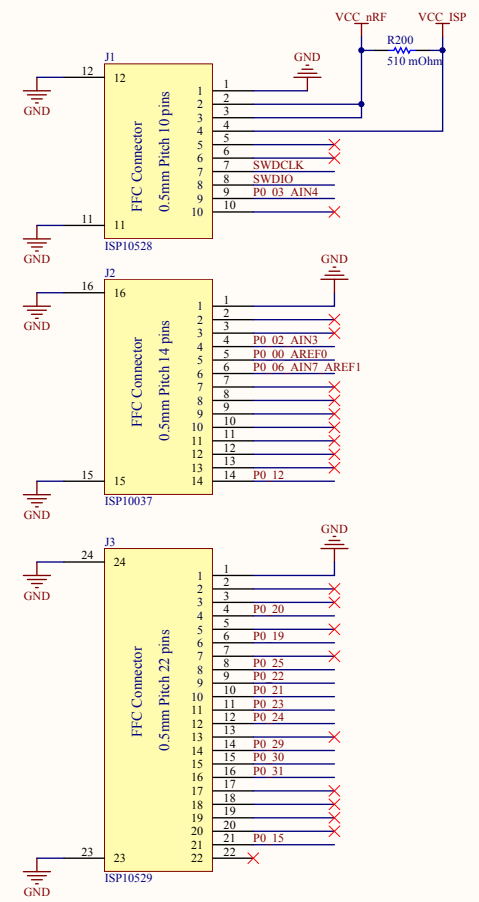 VCC_nRF
VCC_ISP
R200
510 mOhm
GND
J1
12
12
GND
FFC Connector
0.5mm Pitch 10 pins
1
1
2
2
3
3
4
4
5
5
6
6
7
7
SWDCLK
8
8
SWDIO
9
9
P0_03_AIN4
10
10
11
11
GND
ISP10528
GND
J2
16
16
GND
FFC Connector
0.5mm Pitch 14 pins
1
1
2
2
3
3
4
4
P0_02_AIN3
5
5
P0_00_AREF0
6
6
P0_06_AIN7_AREF1
7
7
8
8
9
9
10
10
11
11
12
12
13
13
14
14
P0_12
15
15
GND
ISP10037
GND
J3
24
24
GND
FFC Connector
0.5mm Pitch 22 pins
1
1
2
2
3
3
4
4
P0_20
5
5
6
6
P0_19
7
7
8
8
P0_25
9
9
P0_22
10
10
P0_21
11
11
P0_23
12
12
P0_24
13
13
14
14
P0_29
15
15
P0_30
16
16
P0_31
17
17
18
18
19
19
20
20
21
21
P0_15
22
22
23
23
GND
ISP10529